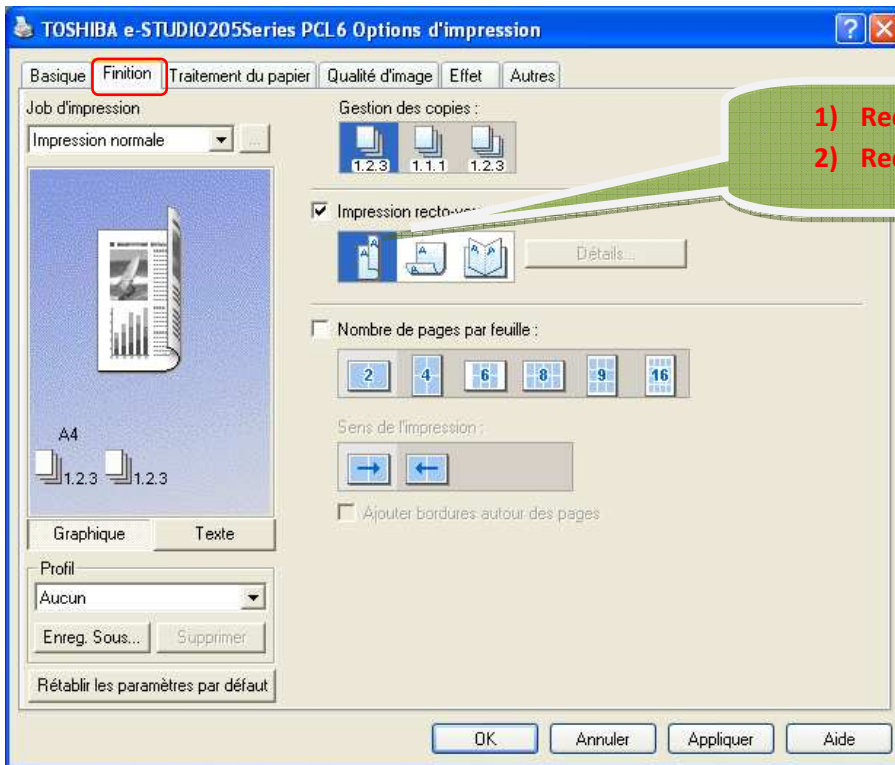 TOSHIBA e-STUDIO205Series PCL6 Options d'impression
Basique Finition Traitement du papier Qualité d'image Effet Autres
Job d'impression
Impression normale ...
Gestion des copies :
1.2.3 1.1.1 1.2.3
1)
2)
Impression
A A A A A A
Détails...
Nombre de pages par feuille :
2 4 6 8 9 16
Sens de l'impression :
Ajouter bordures autour des pages
A4
1.2.3 1.2.3
Graphique Texte
Profil
Aucun
Enreg. Sous... Supprimer
Rétablir les paramètres par défaut
OK Annuler Appliquer Aide